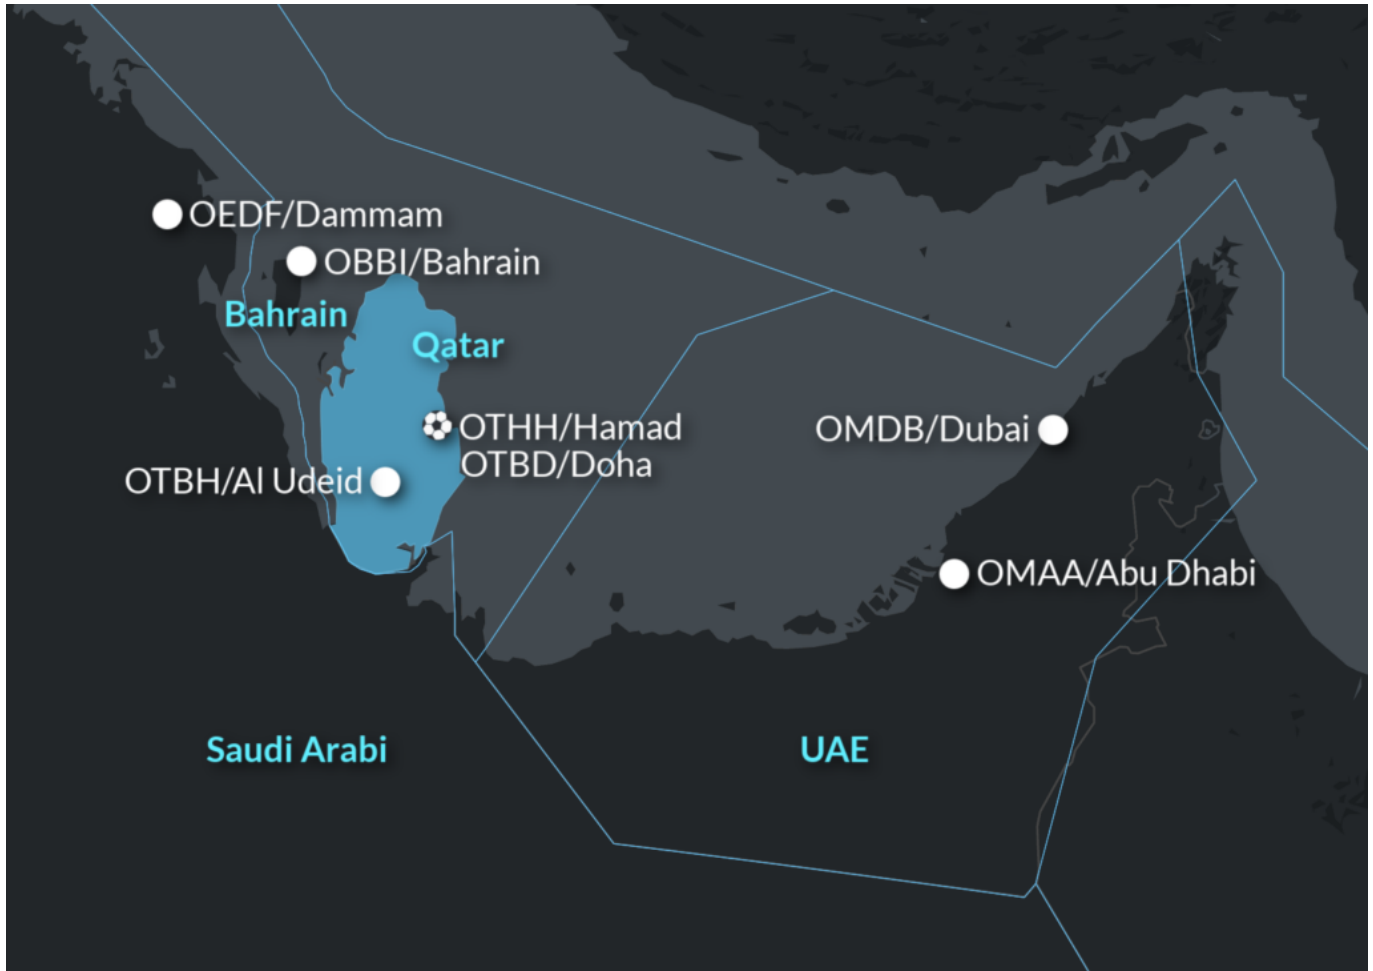 OEDF/Dammam
OBBI/Bahrain
Bahrain
Qatar
OTHH/Hamad
OTBD/Doha
OMDB/Dubai
OTBH/Al Udeid
OMAA/Abu Dhabi
Saudi Arabi
UAE